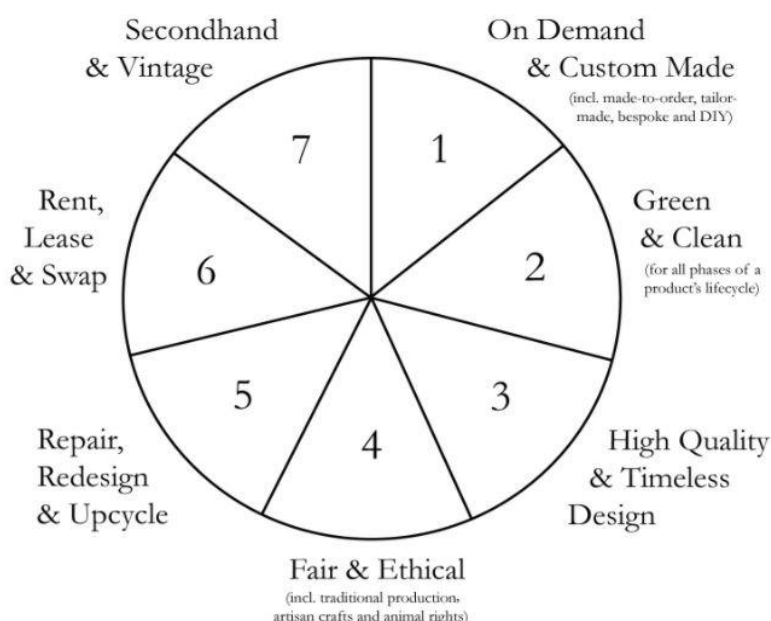 Secondhand
& Vintage
7
On Demand
& Custom Made
(incl. made-to-order, tailor-
made, bespoke and DIY)
1
Green
& Clean
(for all phases of a
product's lifecycle)
2
High Quality
& Timeless
Design
3
Fair & Ethical
(incl. traditional production,
artisan crafts and animal rights)
4
Repair,
Redesign
& Upcycle
5
Rent,
Lease
& Swap
6